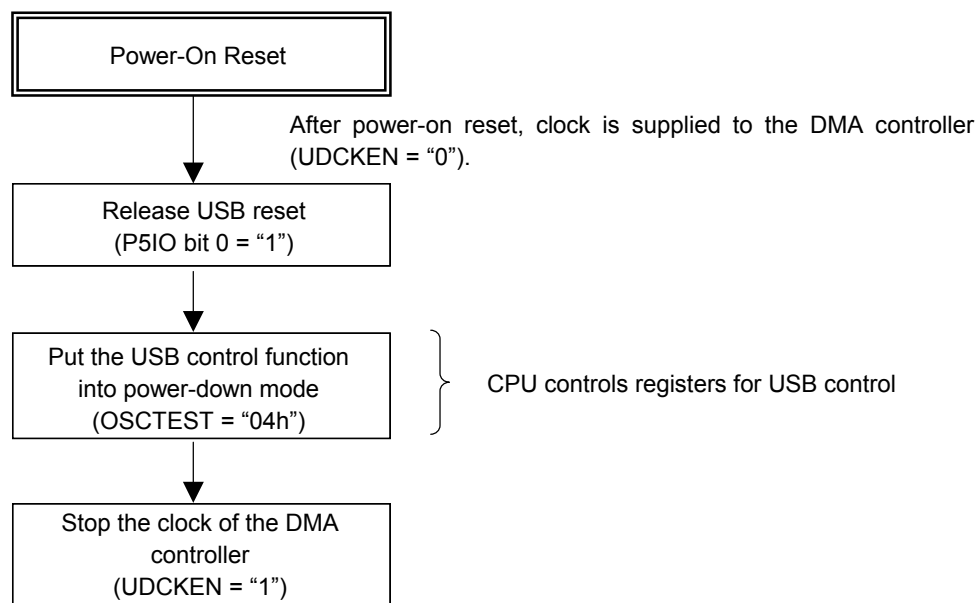 Power-On Reset
After power-on reset, clock is supplied to the DMA controller
(UDCKEN = “0”).
Release USB reset
(P5IO bit 0 = “1”)
Put the USB control function
into power-down mode
(OSCTEST = “04h”)
CPU controls registers for USB control
Stop the clock of the DMA
controller
(UDCKEN = “1”)